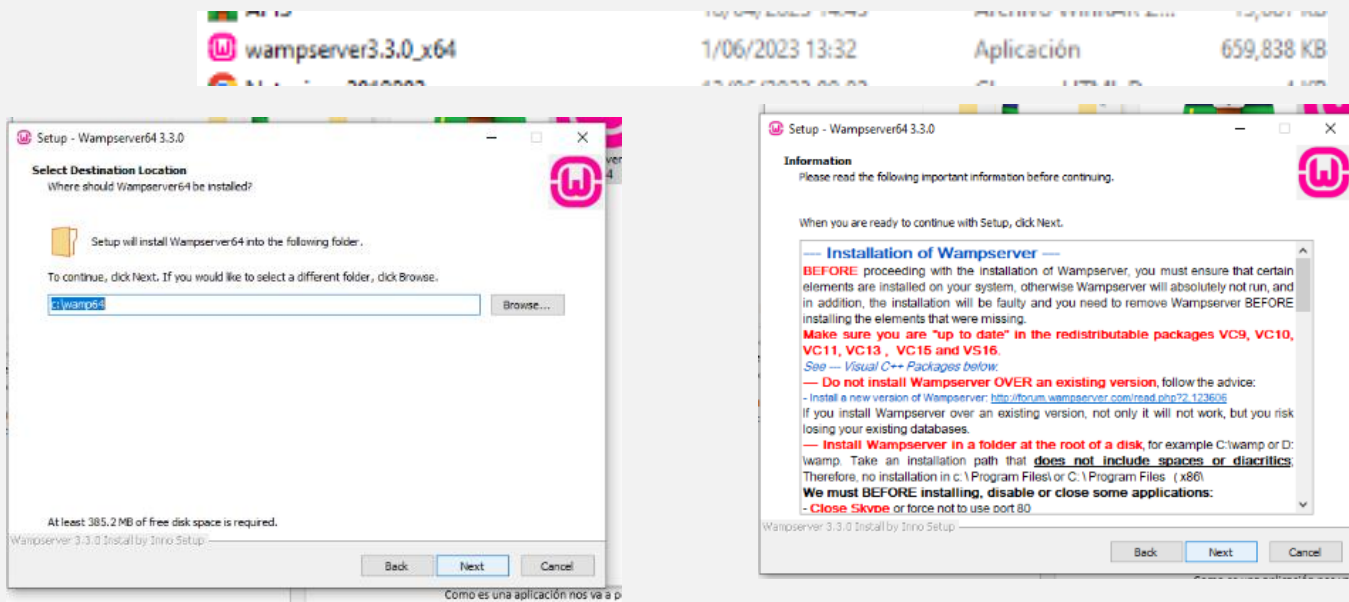 wampserver3.3.0_x64 1/06/2023 13:32 Aplicación 659,838 KB
Setup - Wampserver64 3.3.0
Select Destination Location
Where should Wampserver64 be installed?
Setup will install Wampserver64 into the following folder.
To continue, click Next. If you would like to select a different folder, click Browse.
c:\wamp64
Browse...
At least 385.2 MB of free disk space is required.
Wampserver 3.3.0 Install by Inno Setup
Back Next Cancel
Como es una aplicación nos va a
Setup - Wampserver64 3.3.0
Information
Please read the following important information before continuing.
When you are ready to continue with Setup, click Next.
— Installation of Wampserver —
BEFORE proceeding with the installation of Wampserver, you must ensure that certain
elements are installed on your system, otherwise Wampserver will absolutely not run, and
in addition, the installation will be faulty and you need to remove Wampserver BEFORE
installing the elements that were missing.
Make sure you are "up to date" in the redistributable packages VC9, VC10,
VC11, VC13 , VC15 and VS16.
See --- Visual C++ Packages below.
— Do not install Wampserver OVER an existing version, follow the advice:
- Install a new version of Wampserver: http://forum.wampserver.com/read.php?2,123606
If you install Wampserver over an existing version, not only it will not work, but you risk
losing your existing databases.
— Install Wampserver in a folder at the root of a disk, for example C:\wamp or D:
\wamp. Take an installation path that does not include spaces or diacritics;
Therefore, no installation in c:\ Program Files\ or C:\ Program Files (x86\
We must BEFORE installing, disable or close some applications:
- Close Skype or force not to use port 80
Wampserver 3.3.0 Install by Inno Setup
Back Next Cancel